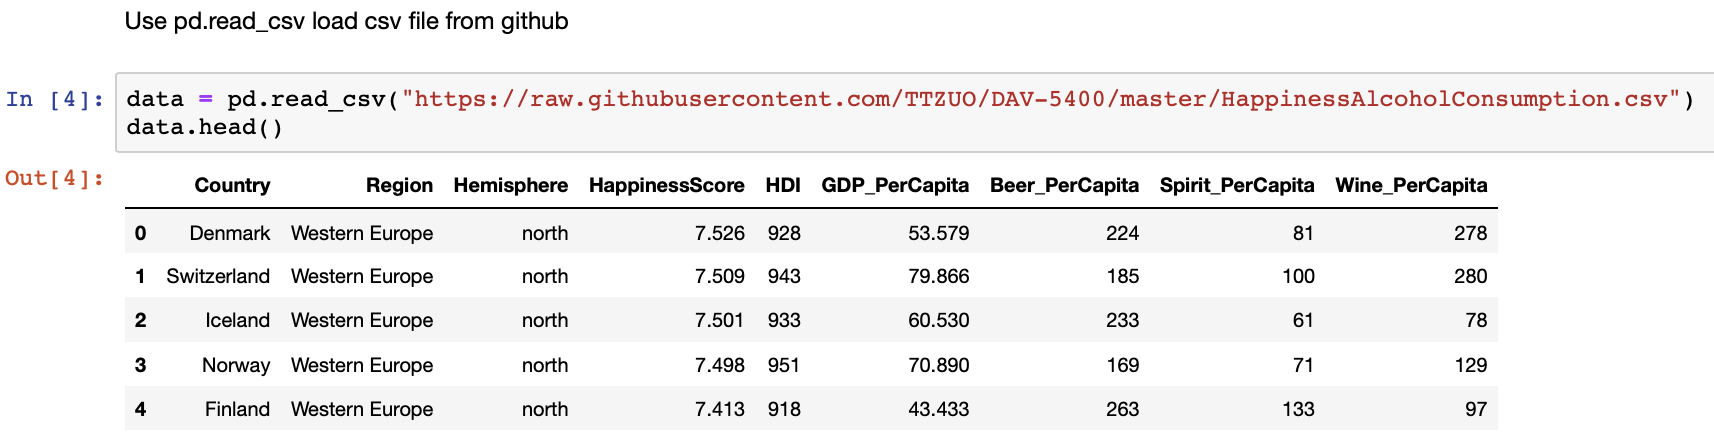 Use pd.read_csv load csv file from github
In [4]: data = pd.read_csv("https://raw.githubusercontent.com/TTZUO/DAV-5400/master/HappinessAlcoholConsumption.csv")
data.head()
Out[4]:
Country Region Hemisphere HappinessScore HDI GDP_PerCapita Beer_PerCapita Spirit_PerCapita Wine_PerCapita
0 Denmark Western Europe north 7.526 928 53.579 224 81 278
1 Switzerland Western Europe north 7.509 943 79.866 185 100 280
2 Iceland Western Europe north 7.501 933 60.530 233 61 78
3 Norway Western Europe north 7.498 951 70.890 169 71 129
4 Finland Western Europe north 7.413 918 43.433 263 133 97